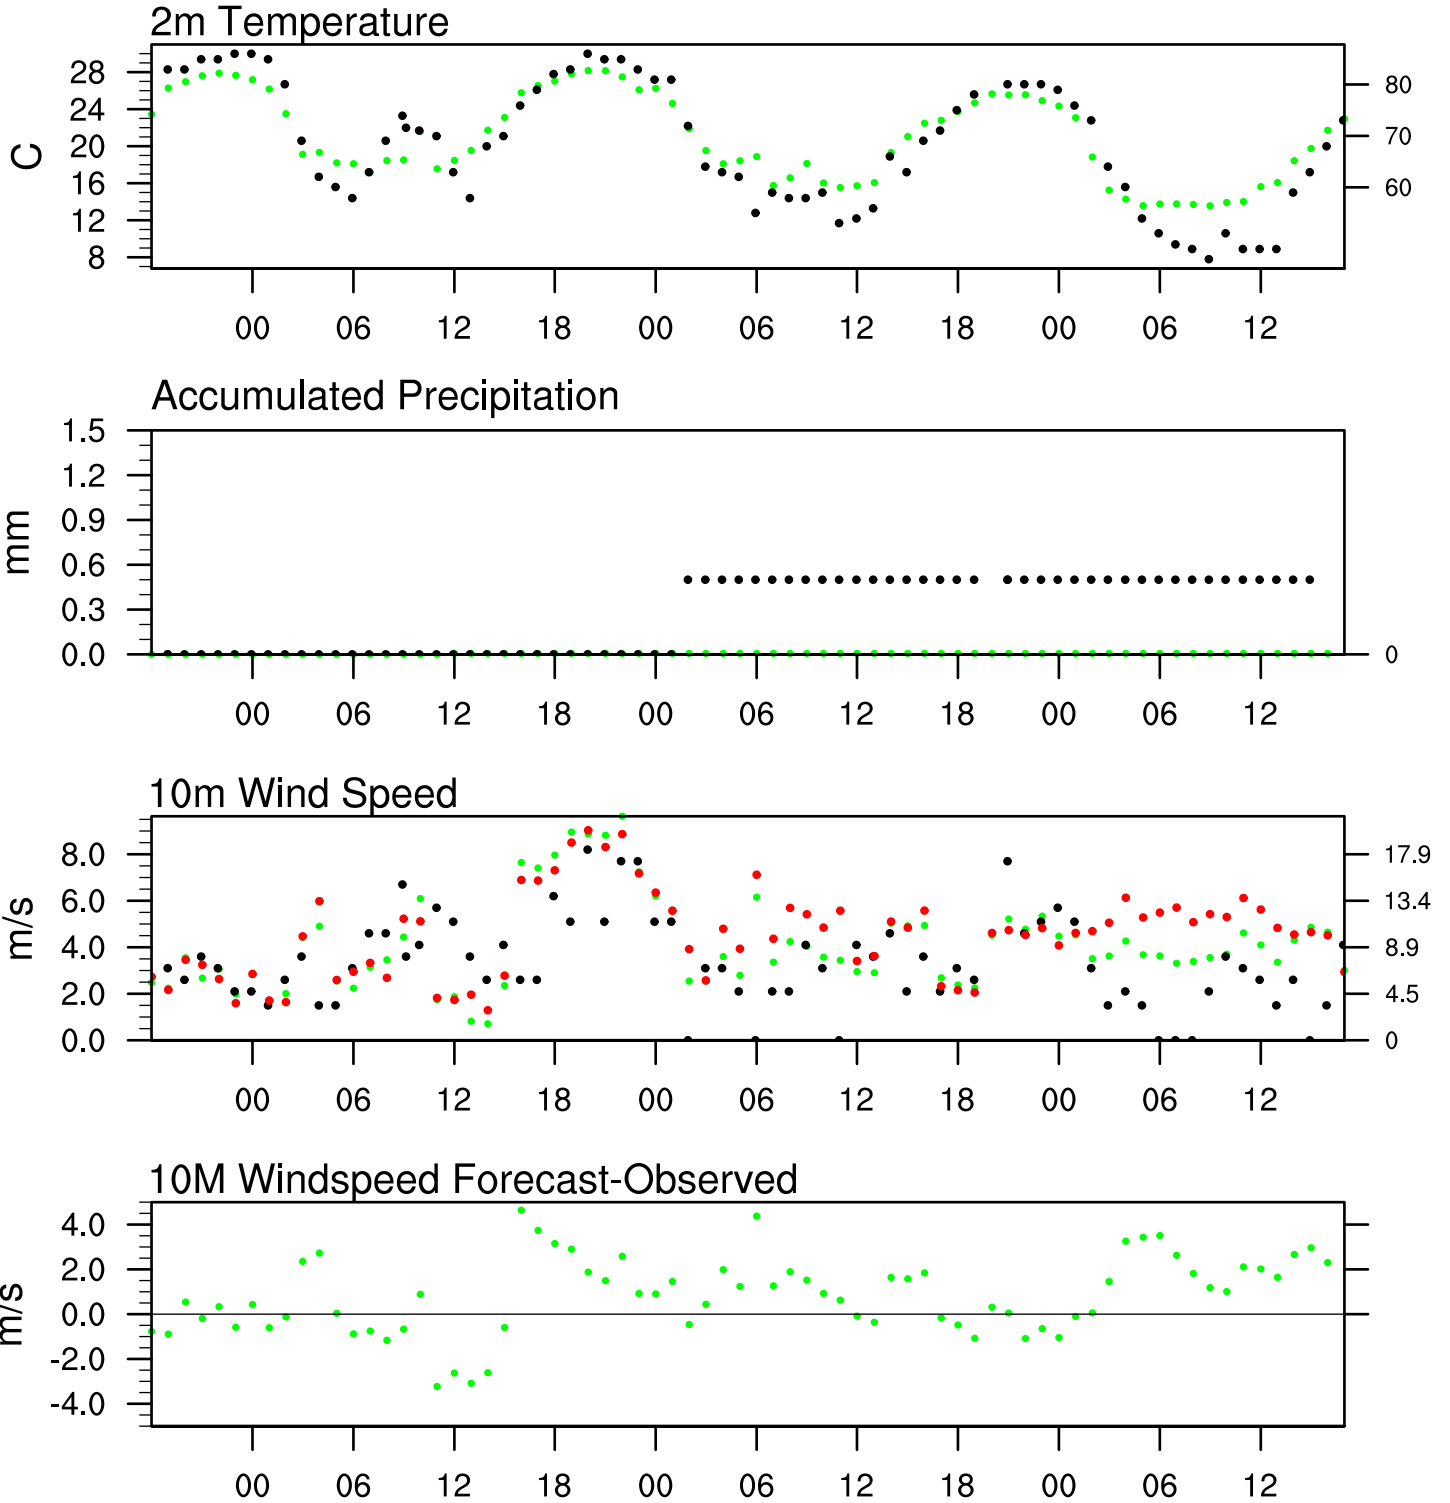 2m Temperature
C
28
24
20
16
12
8
80
70
60
00 06 12 18 00 06 12 18 00 06 12
Accumulated Precipitation
mm
1.5
1.2
0.9
0.6
0.3
0.0
0
00 06 12 18 00 06 12 18 00 06 12
10m Wind Speed
m/s
8.0
6.0
4.0
2.0
0.0
17.9
13.4
8.9
4.5
0
00 06 12 18 00 06 12 18 00 06 12
10M Windspeed Forecast-Observed
m/s
4.0
2.0
0.0
-2.0
-4.0
00 06 12 18 00 06 12 18 00 06 12